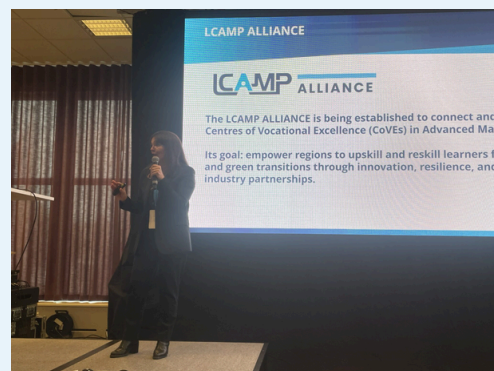 LCAMP ALLIANCE
LCAMP ALLIANCE
The LCAMP ALLIANCE is being established to connect and
Centres of Vocational Excellence (CoVEs) in Advanced Ma
Its goal: empower regions to upskill and reskill learners f
and green transitions through innovation, resilience, and
industry partnerships.